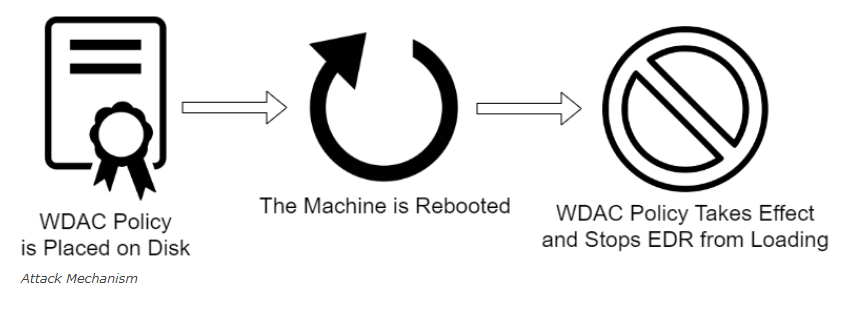 WDAC Policy
is Placed on Disk
The Machine is Rebooted
WDAC Policy Takes Effect
and Stops EDR from Loading
Attack Mechanism